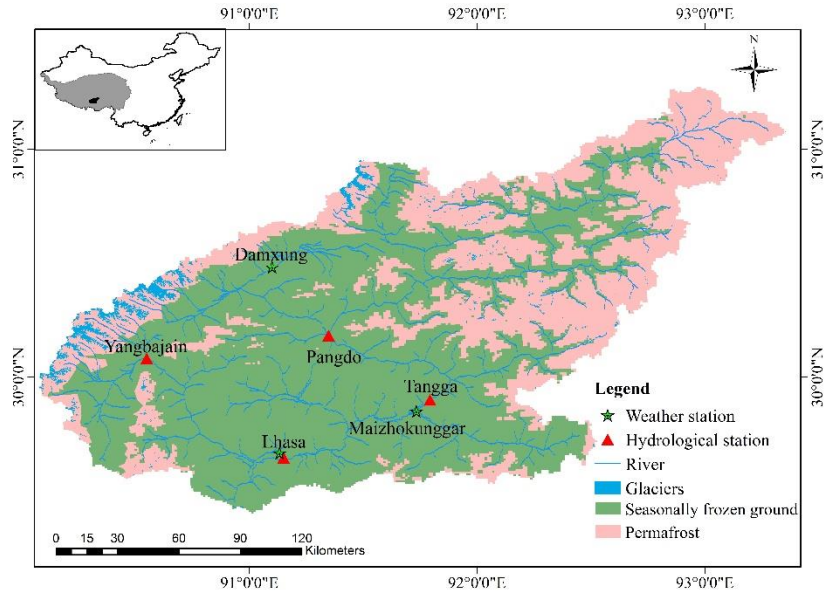 91°0'0"E 92°0'0"E 93°0'0"E
N
31°0'0"N 31°0'0"N
Damxung
Yangbajain
Pangdo
30°0'0"N 30°0'0"N
Tangga
Maizhokunggar
Lhasa
Legend
Weather station
Hydrological station
River
Glaciers
Seasonally frozen ground
Permafrost
0 15 30 60 90 120
Kilometers
91°0'0"E 92°0'0"E 93°0'0"E